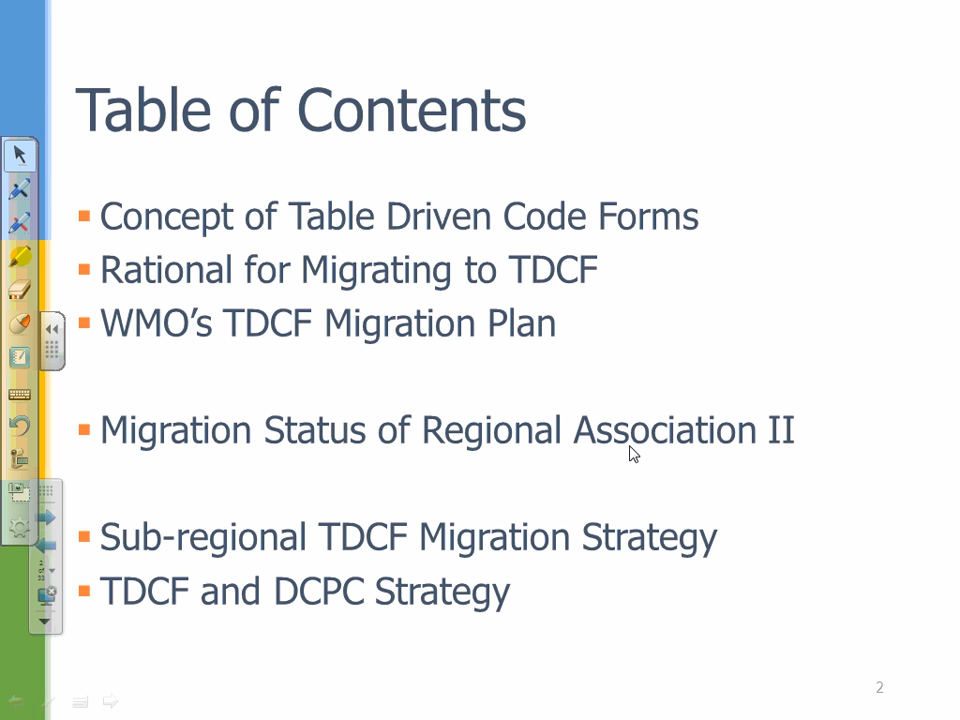 Table of Contents
Concept of Table Driven Code Forms
Rational for Migrating to TDCF
WMO’s TDCF Migration Plan
Migration Status of Regional Association II
Sub-regional TDCF Migration Strategy
TDCF and DCPC Strategy
2